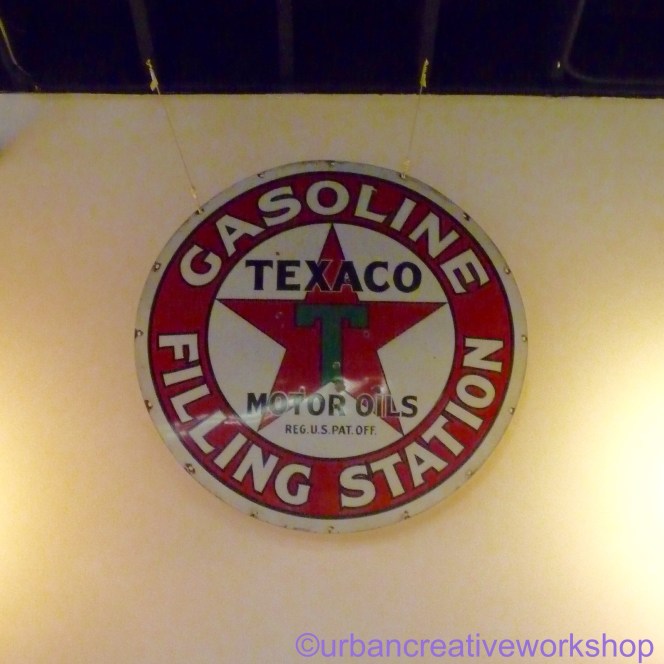 GASOLINE
TEXACO
T
MOTOR OILS
REG. U.S. PAT. OFF.
FILLING STATION
©urbancreativeworkshop